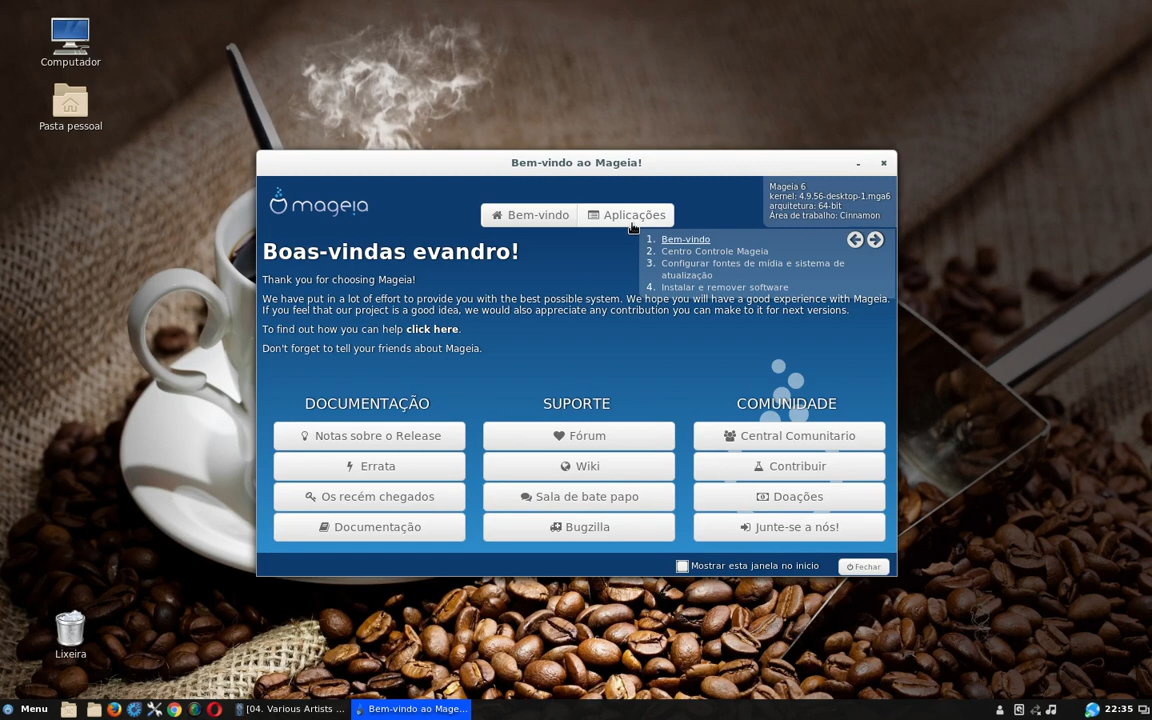 Computador
Pasta pessoal
Bem-vindo ao Mageia!
mageia
Bem-vindo
Aplicações
Mageia 6
kernel: 4.9.56-desktop-1.mga6
arquitetura: 64-bit
Área de trabalho: Cinnamon
1. Bem-vindo
2. Centro Controle Mageia
3. Configurar fontes de mídia e sistema de
atualização
4. Instalar e remover software
Boas-vindas evandro!
Thank you for choosing Mageia!
We have put in a lot of effort to provide you with the best possible system. We hope you will have a good experience with Mageia.
If you feel that our project is a good idea, we would also appreciate any contribution you can make to it for next versions.
To find out how you can help click here.
Don't forget to tell your friends about Mageia.
DOCUMENTAÇÃO
Notas sobre o Release
Errata
Os recém chegados
Documentação
SUPORTE
Fórum
Wiki
Sala de bate papo
Bugzilla
COMUNIDADE
Central Comunitario
Contribuir
Doações
Junte-se a nós!
Mostrar esta janela no inicio
Fechar
Lixeira
Menu
[04. Various Artists ...
Bem-vindo ao Mage...
22:35